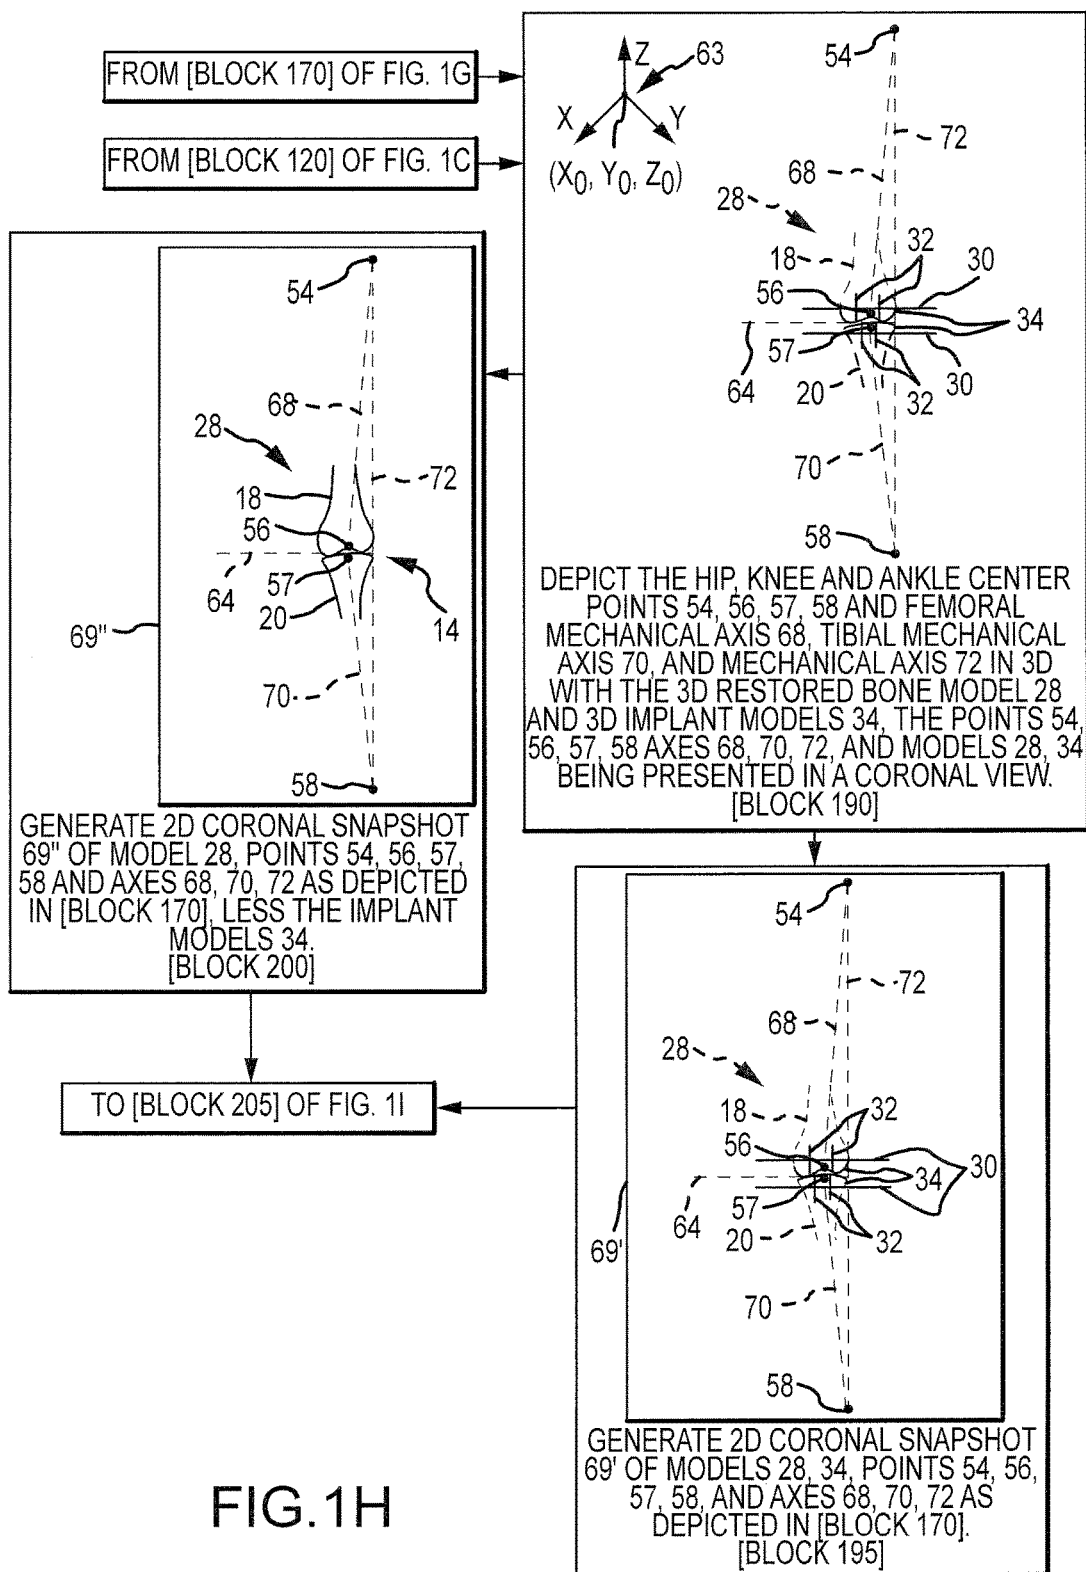 FROM [BLOCK 170] OF FIG. 1G
FROM [BLOCK 120] OF FIG. 1C
Z
63
X
Y
(X0, Y0, Z0)
54
72
68
28
32
18
30
56
34
57
64
20
32
30
70
58
DEPICT THE HIP, KNEE AND ANKLE CENTER
POINTS 54, 56, 57, 58 AND FEMORAL
MECHANICAL AXIS 68, TIBIAL MECHANICAL
AXIS 70, AND MECHANICAL AXIS 72 IN 3D
WITH THE 3D RESTORED BONE MODEL 28
AND 3D IMPLANT MODELS 34, THE POINTS 54,
56, 57, 58 AXES 68, 70, 72, AND MODELS 28, 34
BEING PRESENTED IN A CORONAL VIEW.
[BLOCK 190]
54
68
28
72
18
56
64
57
20
14
69"
70
58
GENERATE 2D CORONAL SNAPSHOT
69" OF MODEL 28, POINTS 54, 56, 57,
58 AND AXES 68, 70, 72 AS DEPICTED
IN [BLOCK 170], LESS THE IMPLANT
MODELS 34.
[BLOCK 200]
TO [BLOCK 205] OF FIG. 1I
54
72
68
28
18
32
56
30
34
64
57
20
32
69'
70
58
GENERATE 2D CORONAL SNAPSHOT
69' OF MODELS 28, 34, POINTS 54, 56,
57, 58, AND AXES 68, 70, 72 AS
DEPICTED IN [BLOCK 170].
[BLOCK 195]
FIG.1H